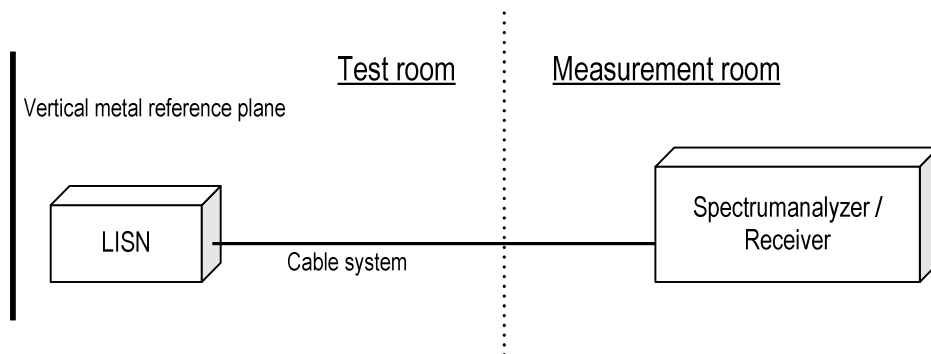 Test room
Measurement room
Vertical metal reference plane
LISN
Cable system
Spectrumanalyzer /
Receiver